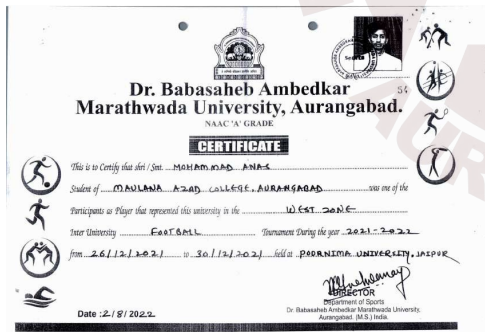 Dr. Babasaheb Ambedkar
Marathwada University, Aurangabad.
NAAC 'A' GRADE
CERTIFICATE
This is to Certify that shri / Smt. MOHAMMAD ANAS
Student of MAULANA AZAD COLLEGE, AURANGABAD was one of the
Participants as Player that represented this university in the WEST ZONE
Inter University FOOTBALL Tournament During the year 2021-2022
from 26/12/2021 to 30/12/2021 held at POORNIMA UNIVERSITY, JAIPUR
DIRECTOR
Department of Sports
Dr. Babasaheb Ambedkar Marathwada University,
Aurangabad. (M.S.) India.
Date : 2/8/2022